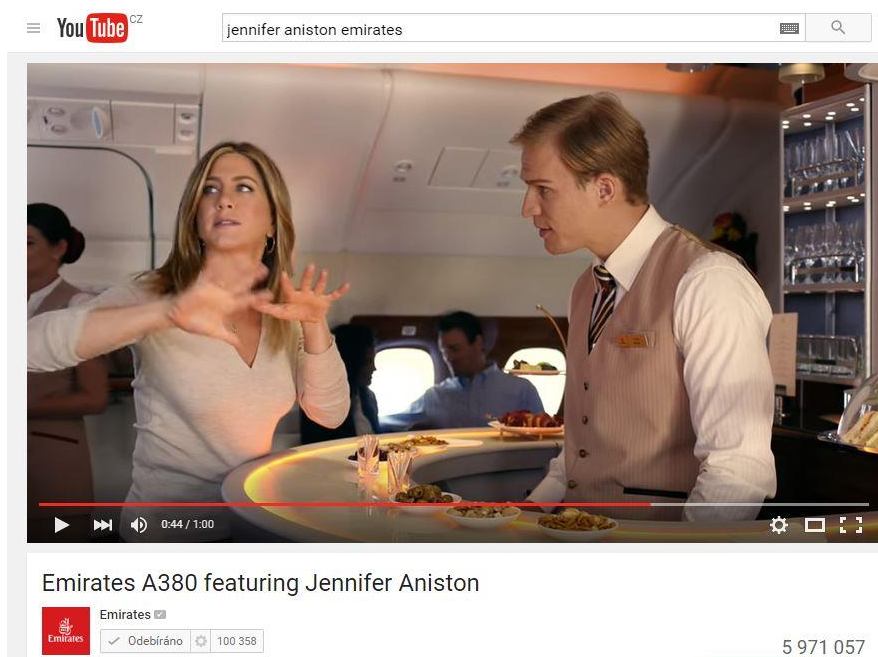 YouTube CZ
jennifer aniston emirates
0:44 / 1:00
Emirates A380 featuring Jennifer Aniston
Emirates
Emirates
Odebíráno 100 358
5 971 057